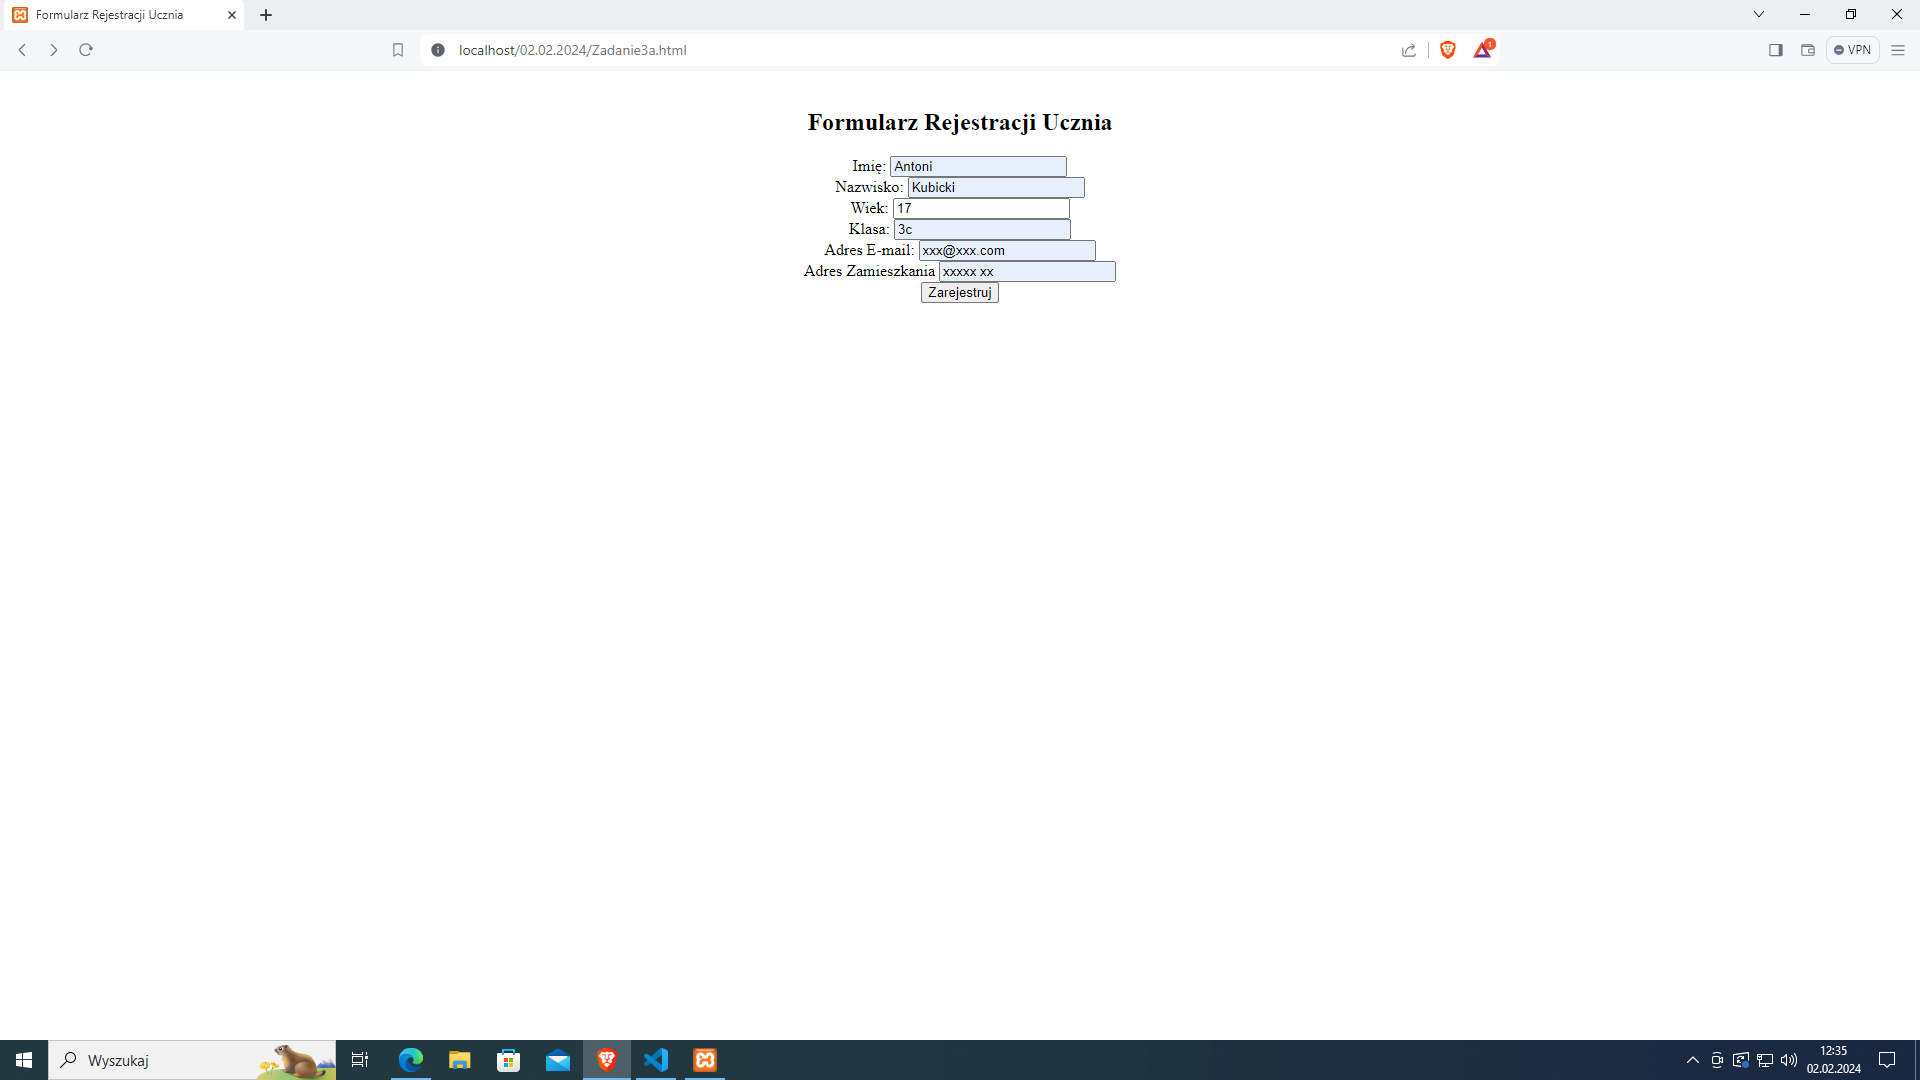 Formularz Rejestracji Ucznia
localhost/02.02.2024/Zadanie3a.html
1
VPN
Formularz Rejestracji Ucznia
Imię: Antoni
Nazwisko: Kubicki
Wiek: 17
Klasa: 3c
Adres E-mail: xxx@xxx.com
Adres Zamieszkania xxxxx xx
Zarejestruj
Wyszukaj
12:35
02.02.2024